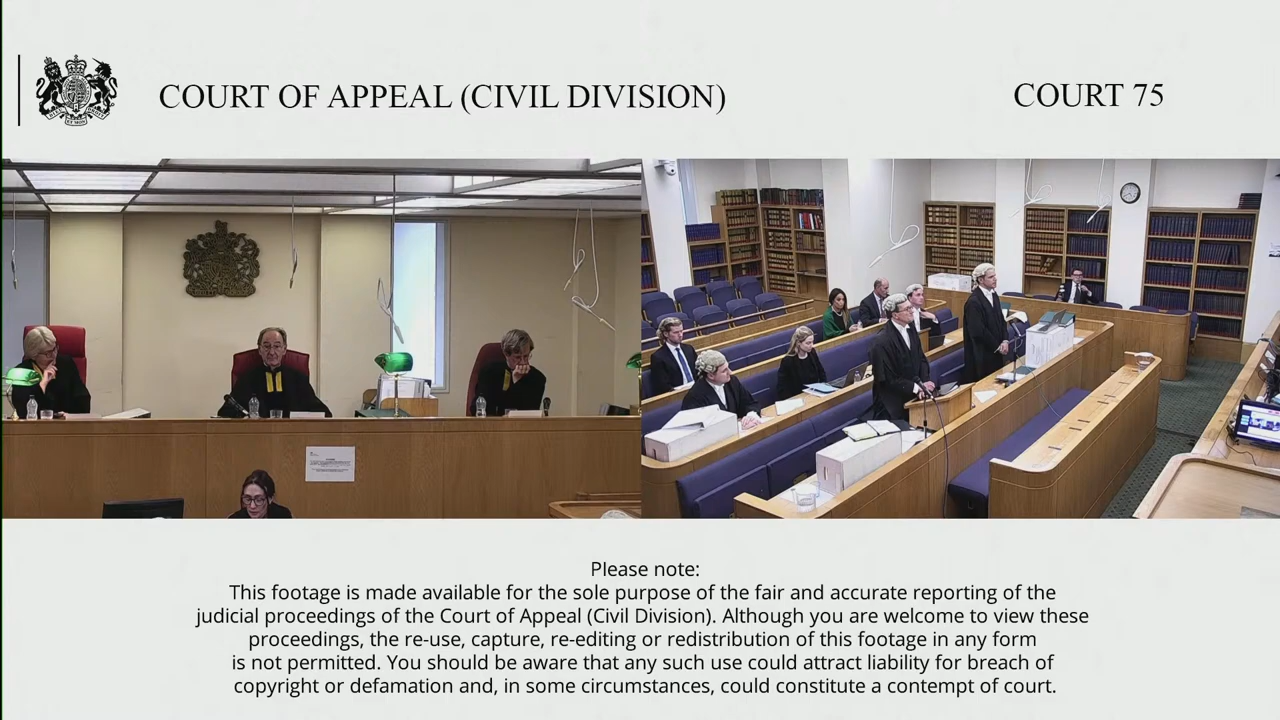 COURT OF APPEAL (CIVIL DIVISION)
COURT 75
Please note:
This footage is made available for the sole purpose of the fair and accurate reporting of the
judicial proceedings of the Court of Appeal (Civil Division). Although you are welcome to view these
proceedings, the re-use, capture, re-editing or redistribution of this footage in any form
is not permitted. You should be aware that any such use could attract liability for breach of
copyright or defamation and, in some circumstances, could constitute a contempt of court.